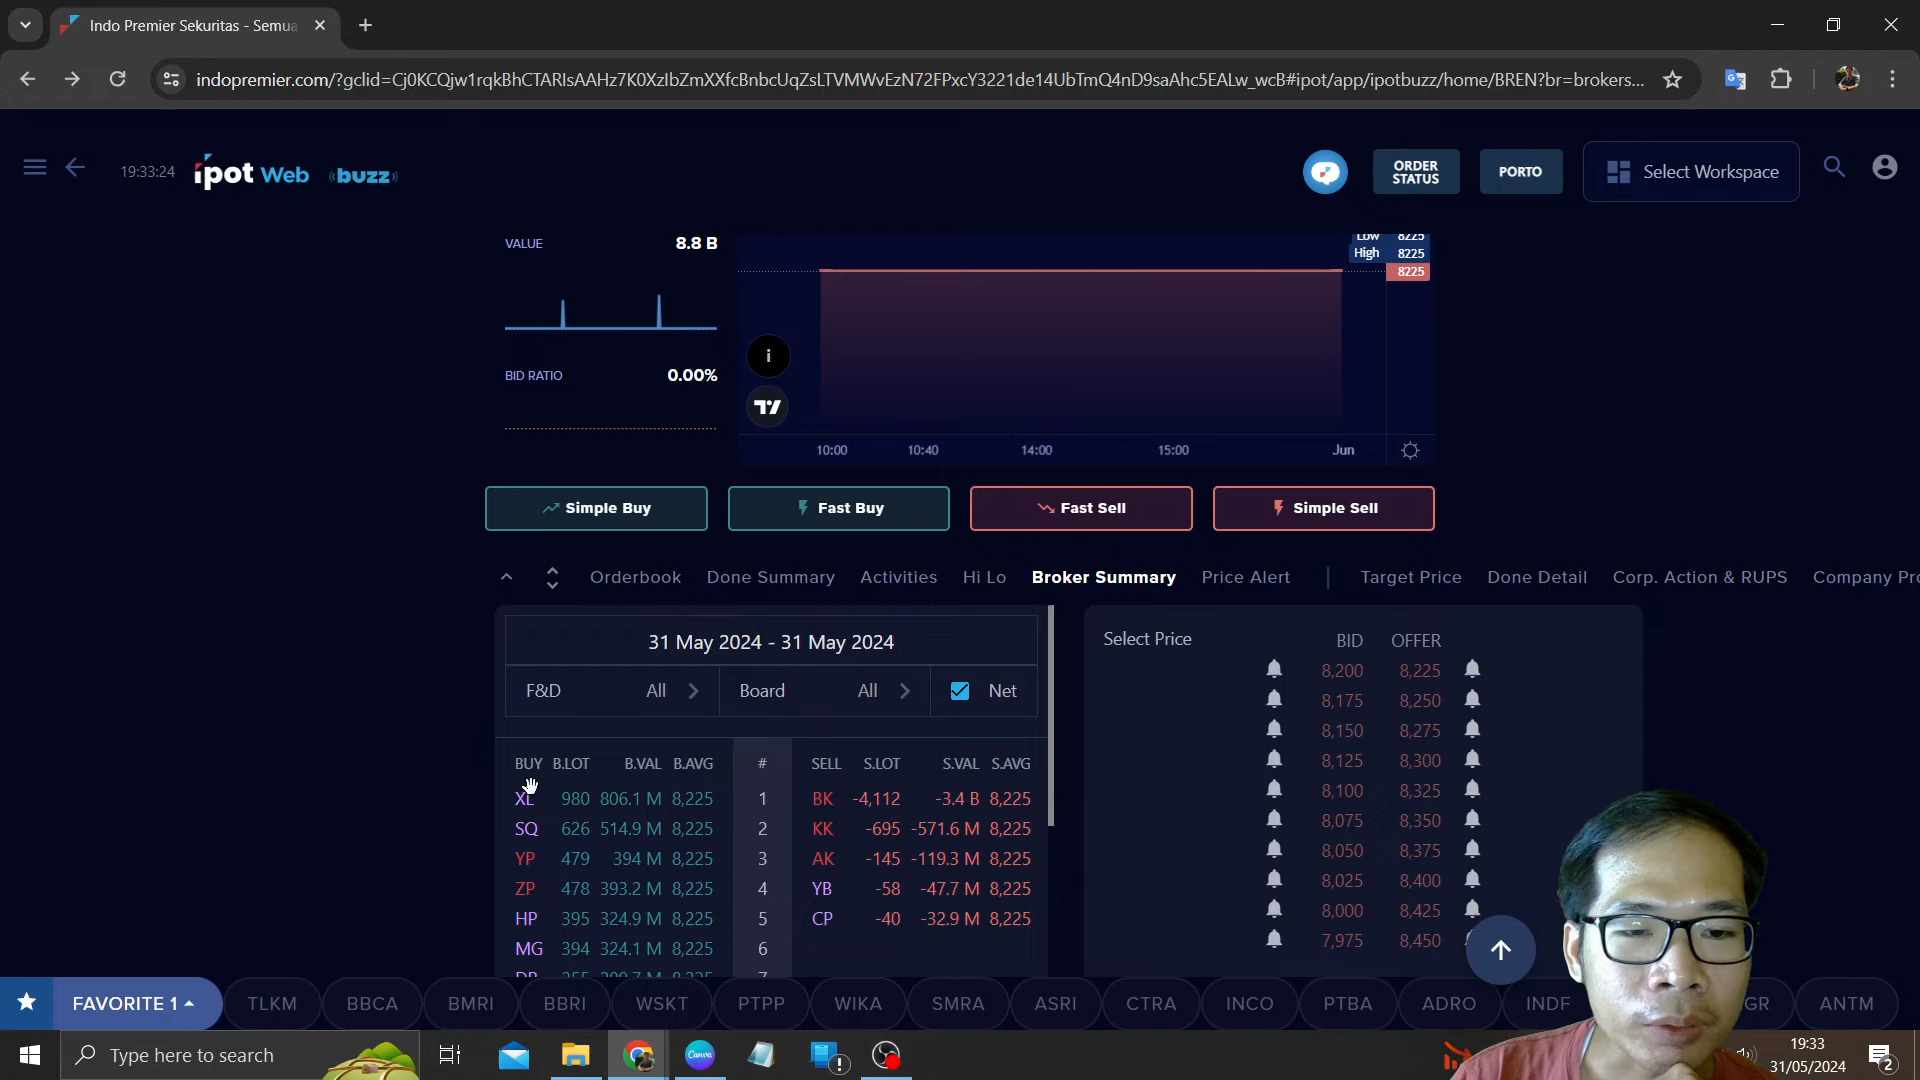 Indo Premier Sekuritas - Semua
indopremier.com/?gclid=Cj0KCQjw1rqkBhCTARIsAAHz7K0XzIbZmXXfcBnbcUqZsLTVMWvEzN72FPxcY3221de14UbTmQ4nD9saAhc5EALw_wcB#ipot/app/ipotbuzz/home/BREN?br=brokers...
19:33:24 ipot Web buzz
ORDER STATUS
PORTO
Select Workspace
VALUE 8.8 B
Low 8225
High 8225
8225
BID RATIO 0.00%
10:00 10:40 14:00 15:00 Jun
Simple Buy Fast Buy Fast Sell Simple Sell
Orderbook Done Summary Activities Hi Lo Broker Summary Price Alert Target Price Done Detail Corp. Action & RUPS Company Pro
31 May 2024 - 31 May 2024
F&D All Board All Net
BUY B.LOT B.VAL B.AVG # SELL S.LOT S.VAL S.AVG
XL 980 806.1 M 8,225 1 BK -4,112 -3.4 B 8,225
SQ 626 514.9 M 8,225 2 KK -695 -571.6 M 8,225
YP 479 394 M 8,225 3 AK -145 -119.3 M 8,225
ZP 478 393.2 M 8,225 4 YB -58 -47.7 M 8,225
HP 395 324.9 M 8,225 5 CP -40 -32.9 M 8,225
MG 394 324.1 M 8,225 6
Select Price BID OFFER
8,200 8,225
8,175 8,250
8,150 8,275
8,125 8,300
8,100 8,325
8,075 8,350
8,050 8,375
8,025 8,400
8,000 8,425
7,975 8,450
FAVORITE 1 TLKM BBCA BMRI BBRI WSKT PTPP WIKA SMRA ASRI CTRA INCO PTBA ADRO INDF GR ANTM
Type here to search
Canva
19:33
31/05/2024
2